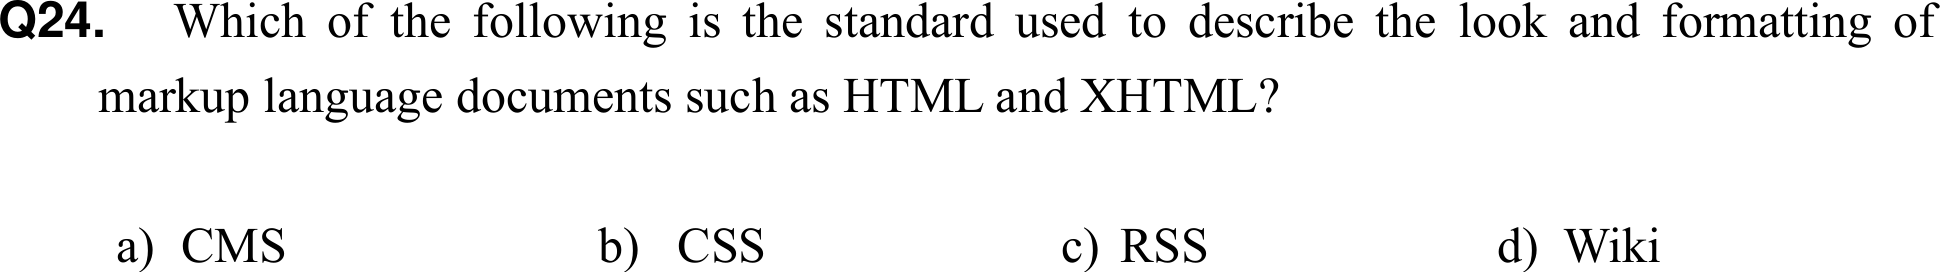 Q24. Which of the following is the standard used to describe the look and formatting of
markup language documents such as HTML and XHTML?
a) CMS b) CSS c) RSS d) Wiki